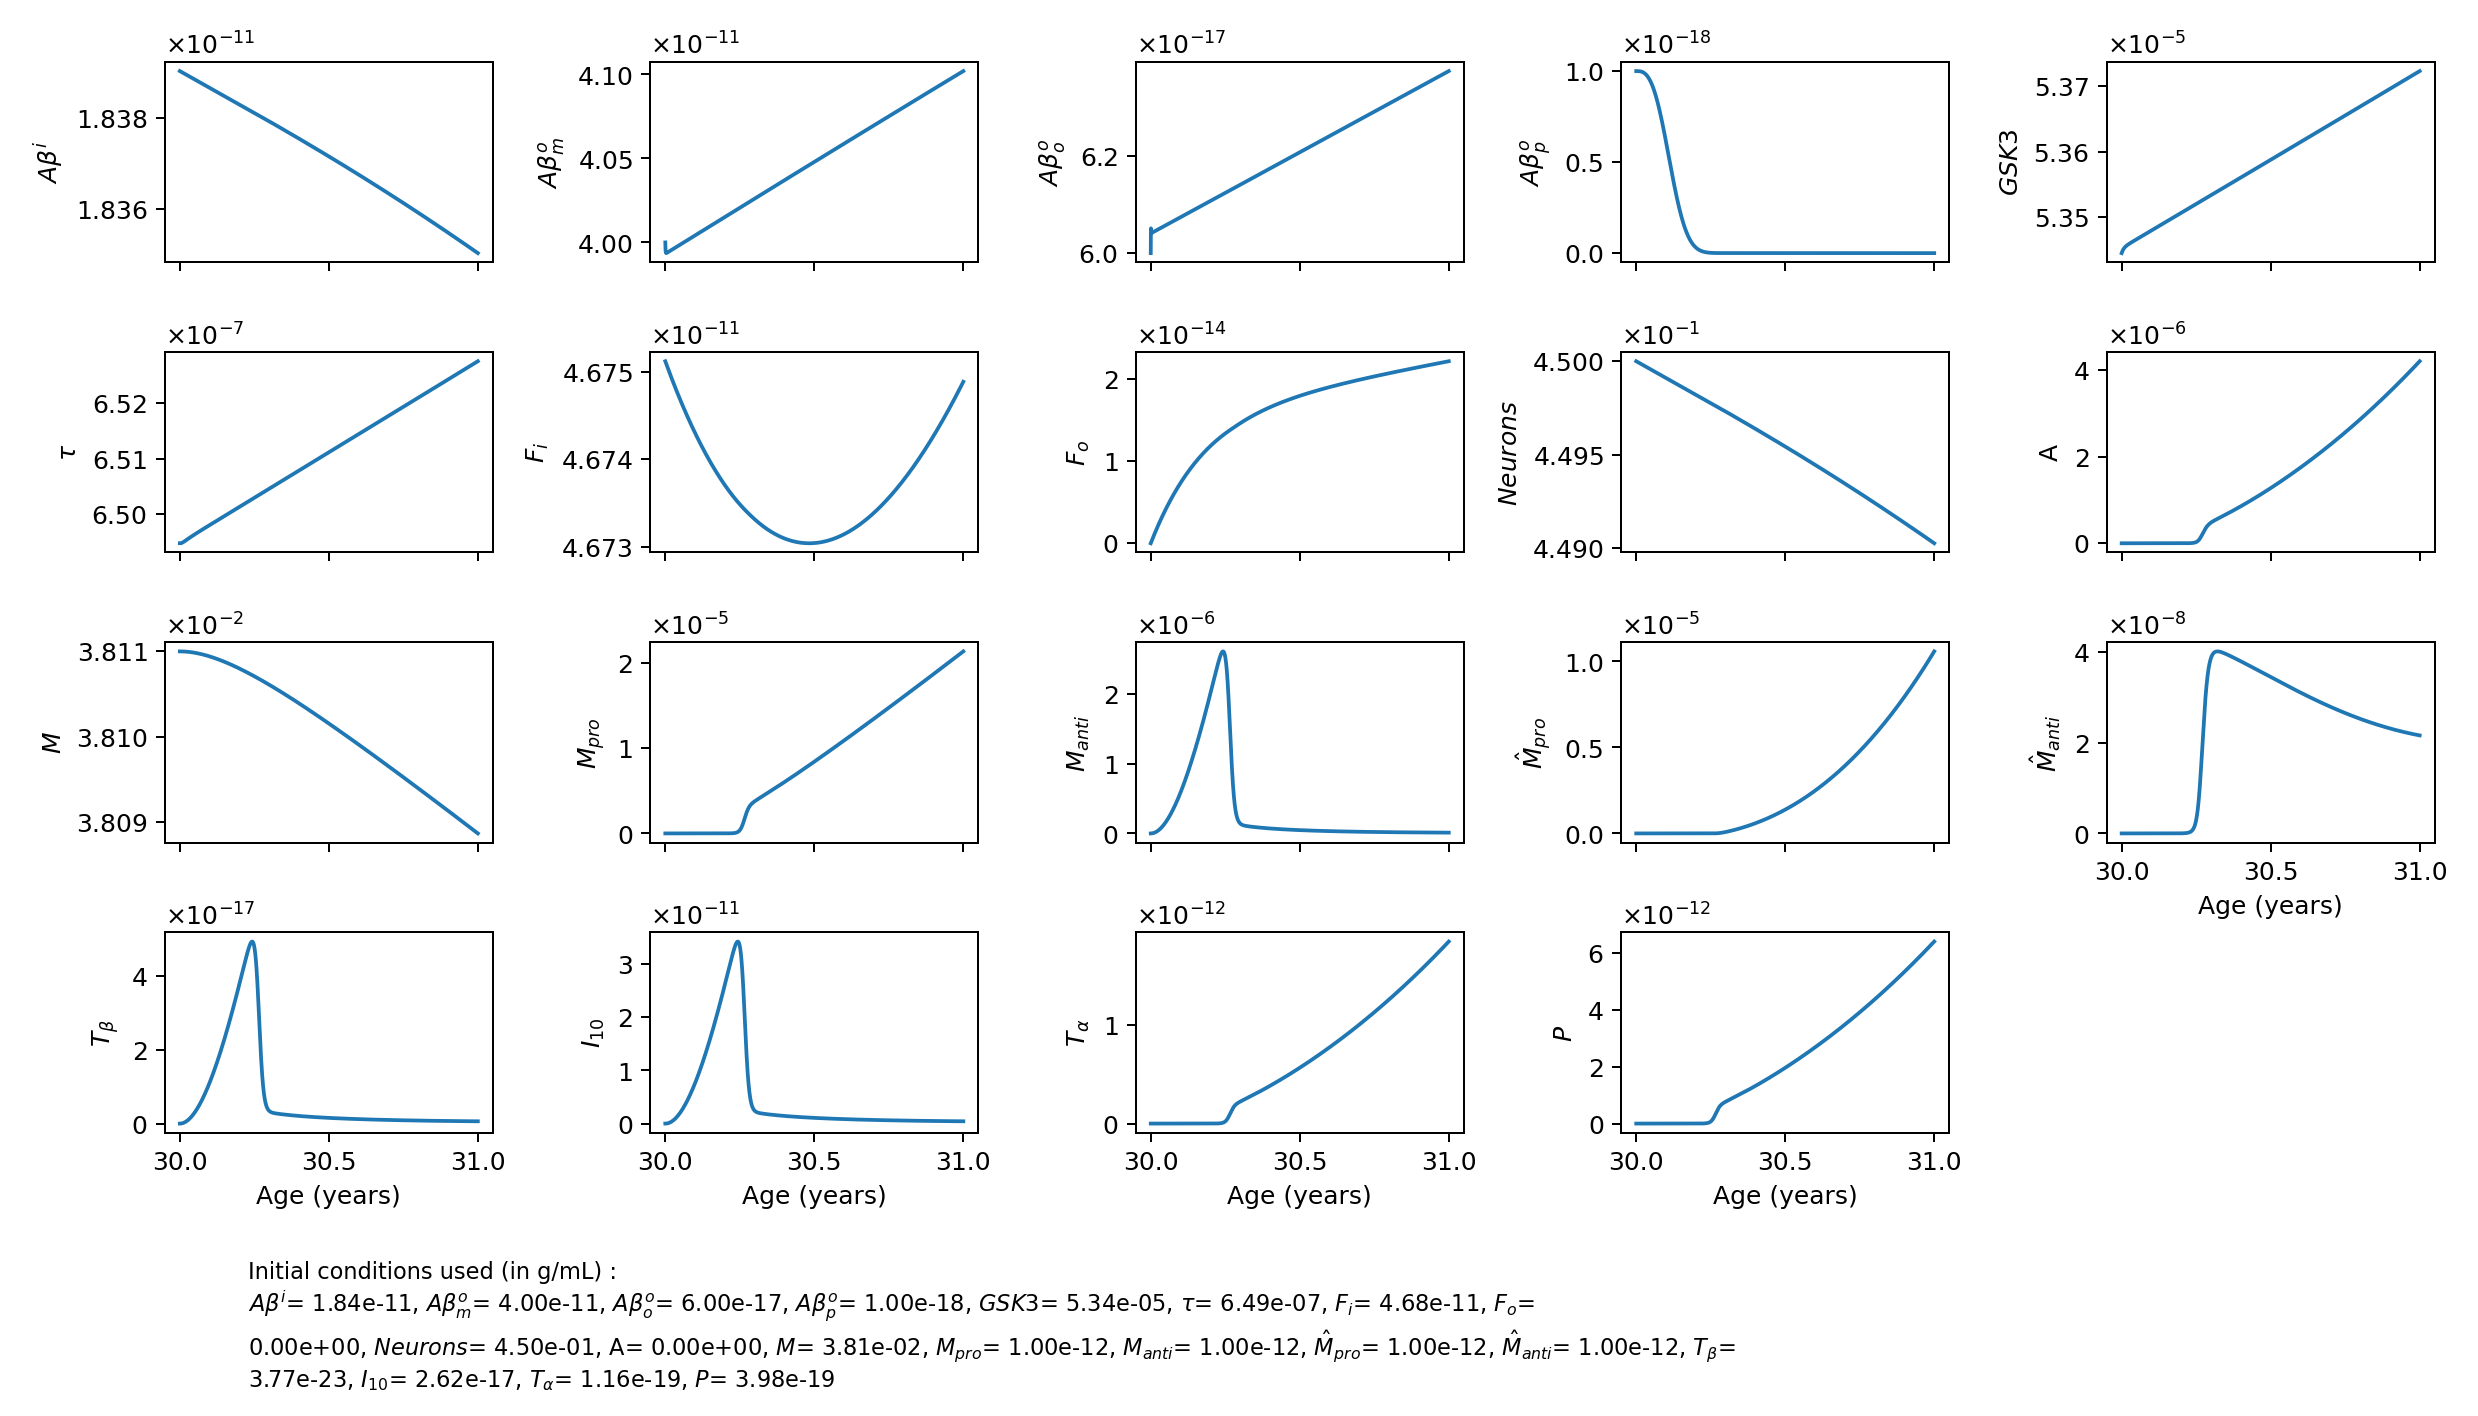 ×10⁻¹¹ ×10⁻¹¹ ×10⁻¹⁷ ×10⁻¹⁸ ×10⁻⁵
Aβⁱ 1.838 1.836
Aβₘᵒ 4.10 4.05 4.00
Aβₒᵒ 6.2 6.0
Aβₚᵒ 1.0 0.5 0.0
GSK3 5.37 5.36 5.35
×10⁻⁷ ×10⁻¹¹ ×10⁻¹⁴ ×10⁻¹ ×10⁻⁶
τ 6.52 6.51 6.50
Fᵢ 4.675 4.674 4.673
Fₒ 2 1 0
Neurons 4.500 4.495 4.490
A 4 2 0
×10⁻² ×10⁻⁵ ×10⁻⁶ ×10⁻⁵ ×10⁻⁸
M 3.811 3.810 3.809
M_pro 2 1 0
M_anti 2 1 0
M̂_pro 1.0 0.5 0.0
M̂_anti 4 2 0
30.0 30.5 31.0
Age (years)
×10⁻¹⁷ ×10⁻¹¹ ×10⁻¹² ×10⁻¹²
T_β 4 2 0
I₁₀ 3 2 1 0
T_α 1 0
P 6 4 2 0
30.0 30.5 31.0 30.0 30.5 31.0 30.0 30.5 31.0 30.0 30.5 31.0
Age (years) Age (years) Age (years) Age (years)
Initial conditions used (in g/mL) :
Aβⁱ= 1.84e-11, Aβₘᵒ= 4.00e-11, Aβₒᵒ= 6.00e-17, Aβₚᵒ= 1.00e-18, GSK3= 5.34e-05, τ= 6.49e-07, Fᵢ= 4.68e-11, Fₒ=
0.00e+00, Neurons= 4.50e-01, A= 0.00e+00, M= 3.81e-02, M_pro= 1.00e-12, M_anti= 1.00e-12, M̂_pro= 1.00e-12, M̂_anti= 1.00e-12, T_β=
3.77e-23, I₁₀= 2.62e-17, T_α= 1.16e-19, P= 3.98e-19